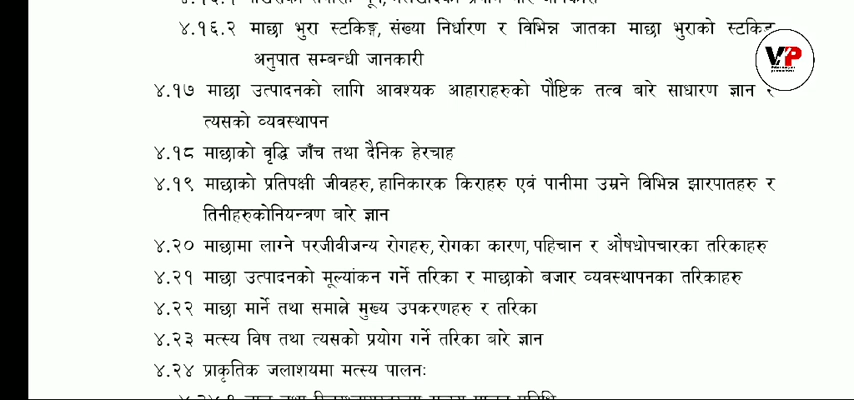 ४.१६.२ माछा भुरा स्टकिङ्ग, संख्या निर्धारण र विभिन्न जातका माछा भुराको स्टकिङ्ग
अनुपात सम्बन्धी जानकारी
४.१७ माछा उत्पादनको लागि आवश्यक आहाराहरुको पौष्टिक तत्व बारे साधारण ज्ञान र
त्यसको व्यवस्थापन
४.१८ माछाको वृद्धि जाँच तथा दैनिक हेरचाह
४.१९ माछाको प्रतिपक्षी जीवहरु, हानिकारक किराहरु एवं पानीमा उम्रने विभिन्न झारपातहरु र
तिनीहरुकोनियन्त्रण बारे ज्ञान
४.२० माछामा लाग्ने परजीवीजन्य रोगहरु, रोगका कारण, पहिचान र औषधोपचारका तरिकाहरु
४.२१ माछा उत्पादनको मूल्यांकन गर्ने तरिका र माछाको बजार व्यवस्थापनका तरिकाहरु
४.२२ माछा मार्ने तथा समात्ने मुख्य उपकरणहरु र तरिका
४.२३ मत्स्य विष तथा त्यसको प्रयोग गर्ने तरिका बारे ज्ञान
४.२४ प्राकृतिक जलाशयमा मत्स्य पालनः
VP